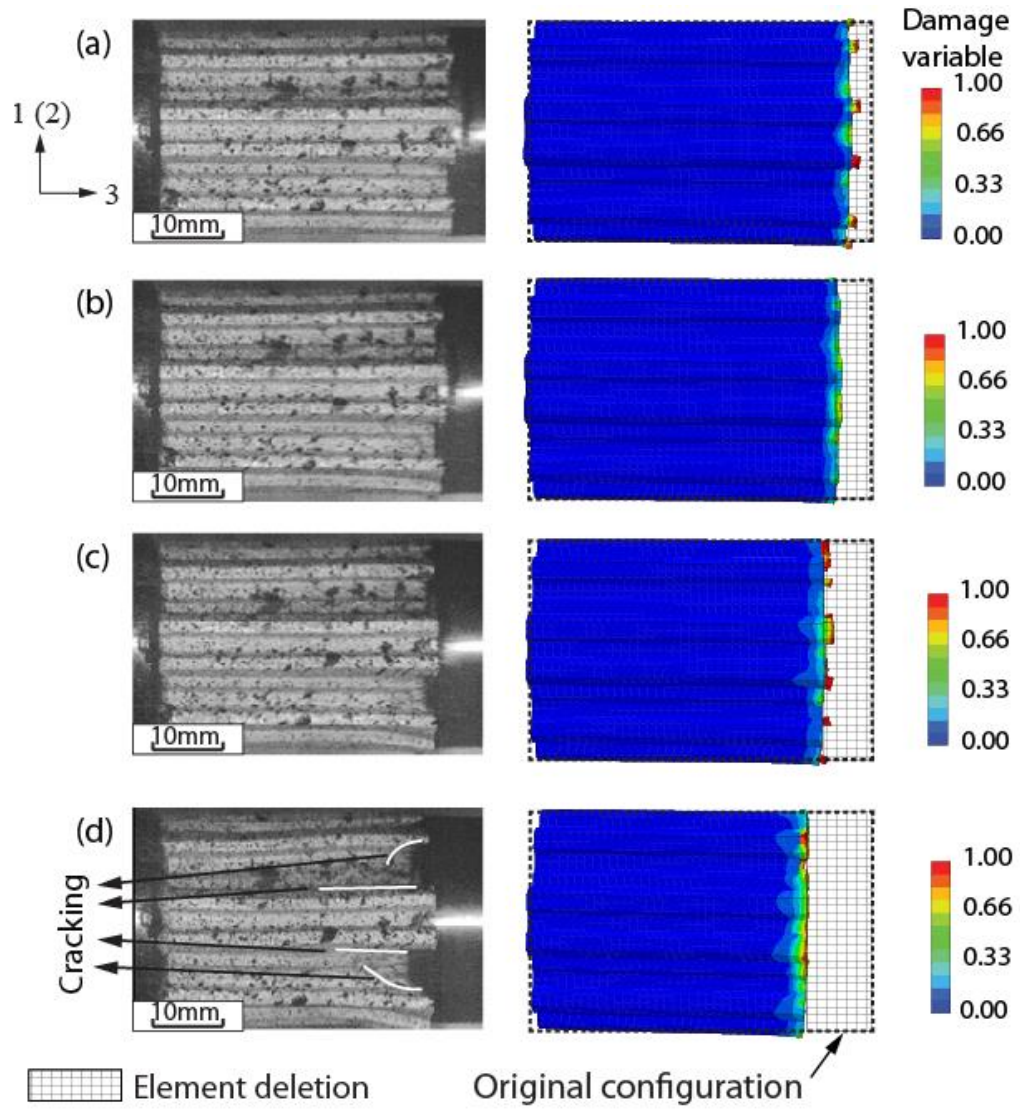 (a)
1 (2)
3
10mm
Damage
variable
1.00
0.66
0.33
0.00
(b)
10mm
1.00
0.66
0.33
0.00
(c)
10mm
1.00
0.66
0.33
0.00
(d)
Cracking
10mm
1.00
0.66
0.33
0.00
Element deletion
Original configuration